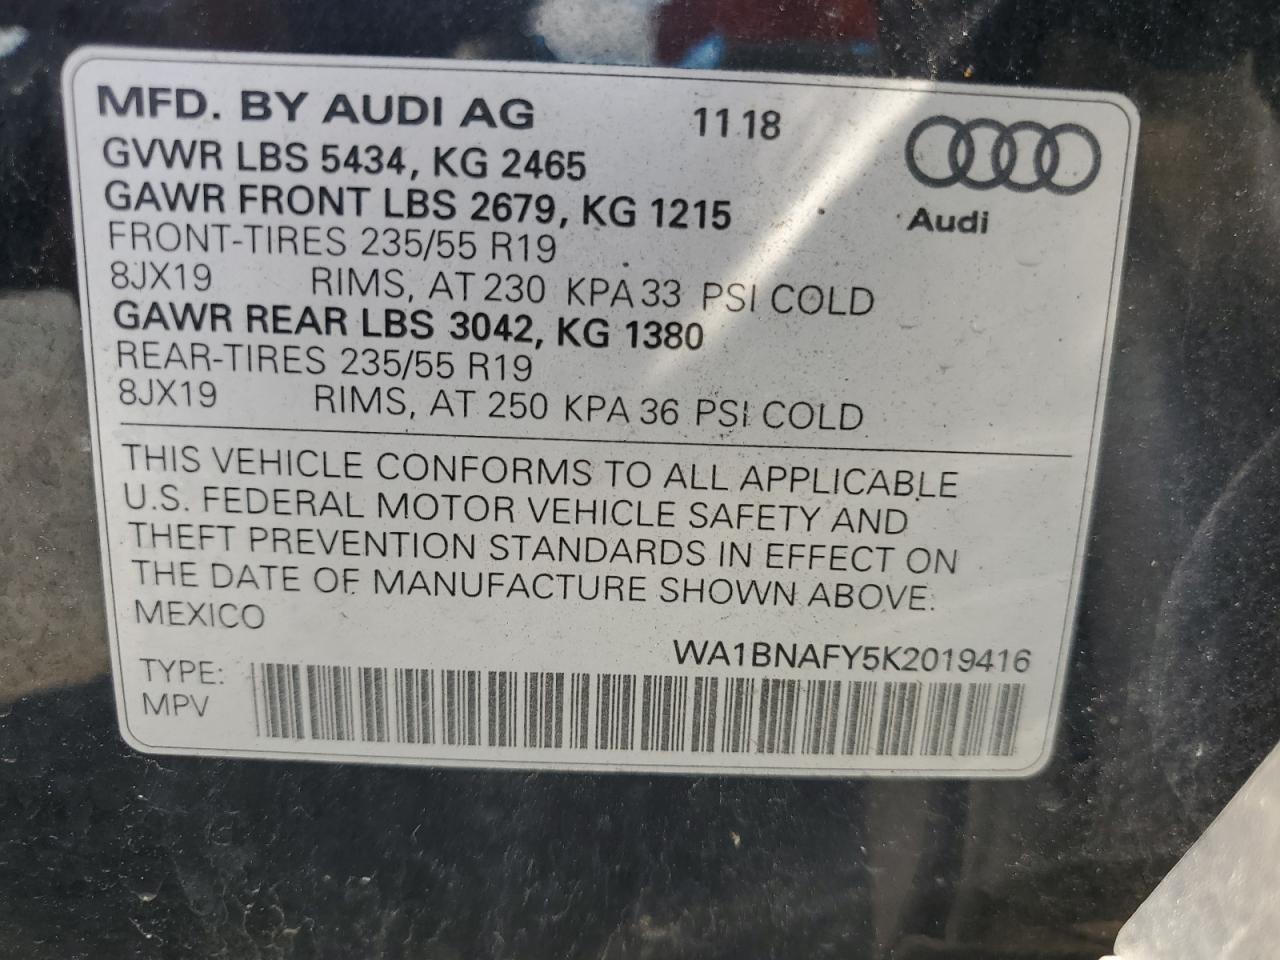 MFD. BY AUDI AG 11 18
GVWR LBS 5434, KG 2465
GAWR FRONT LBS 2679, KG 1215
Audi
FRONT-TIRES 235/55 R19
8JX19 RIMS, AT 230 KPA 33 PSI COLD
GAWR REAR LBS 3042, KG 1380
REAR-TIRES 235/55 R19
8JX19 RIMS, AT 250 KPA 36 PSI COLD
THIS VEHICLE CONFORMS TO ALL APPLICABLE
U.S. FEDERAL MOTOR VEHICLE SAFETY AND
THEFT PREVENTION STANDARDS IN EFFECT ON
THE DATE OF MANUFACTURE SHOWN ABOVE.
MEXICO
WA1BNAFY5K2019416
TYPE:
MPV